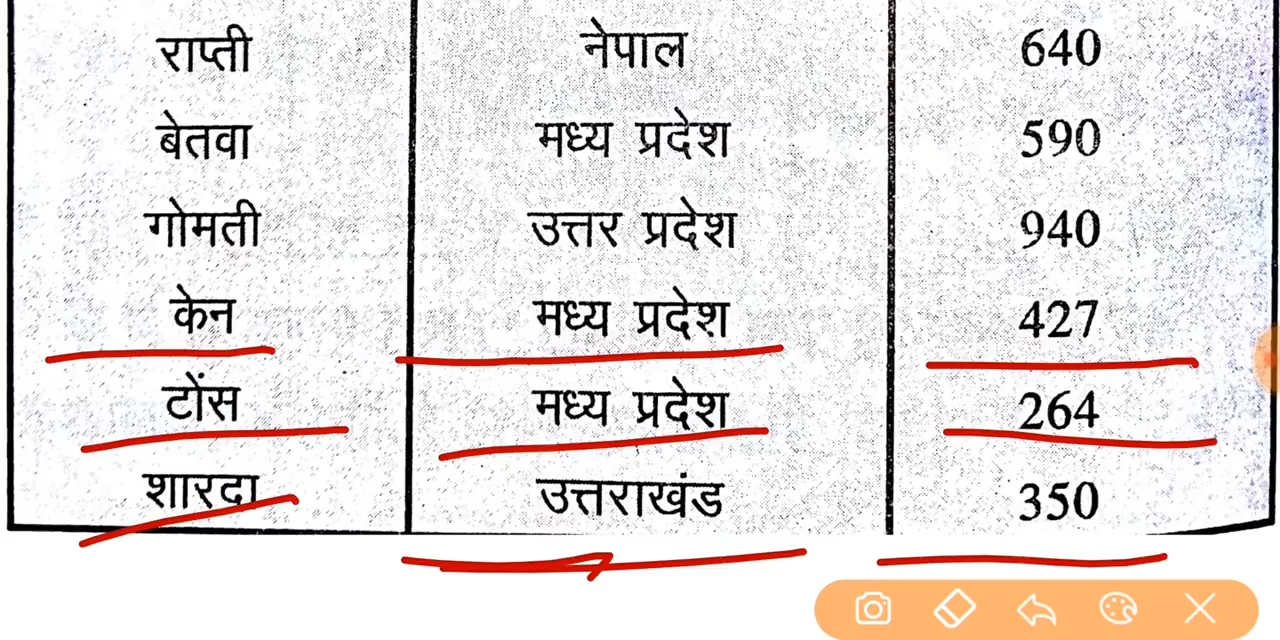 राप्ती नेपाल 640
बेतवा मध्य प्रदेश 590
गोमती उत्तर प्रदेश 940
केन मध्य प्रदेश 427
टोंस मध्य प्रदेश 264
शारदा उत्तराखंड 350